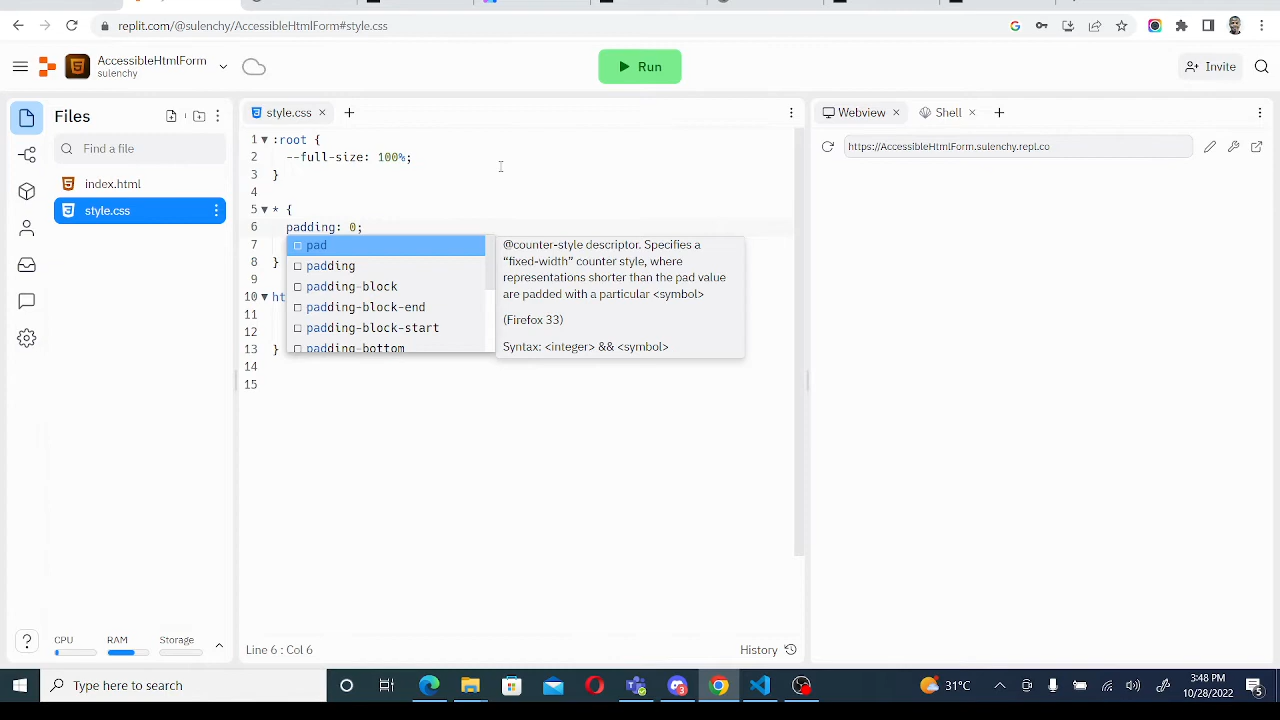 replit.com/@sulenchy/AccessibleHtmlForm#style.css
AccessibleHtmlForm
sulenchy
Run
Invite
Files
style.css
Webview
Shell
Find a file
https://AccessibleHtmlForm.sulenchy.repl.co
index.html
style.css
1 :root {
2 --full-size: 100%;
3 }
4
5 * {
6 padding: 0;
7
8 }
9
10 ht
11
12
13 }
14
15
pad
padding
padding-block
padding-block-end
padding-block-start
padding-bottom
@counter-style descriptor. Specifies a
“fixed-width” counter style, where
representations shorter than the pad value
are padded with a particular <symbol>
(Firefox 33)
Syntax: <integer> && <symbol>
CPU
RAM
Storage
Line 6 : Col 6
History
Type here to search
31°C
3:48 PM
10/28/2022